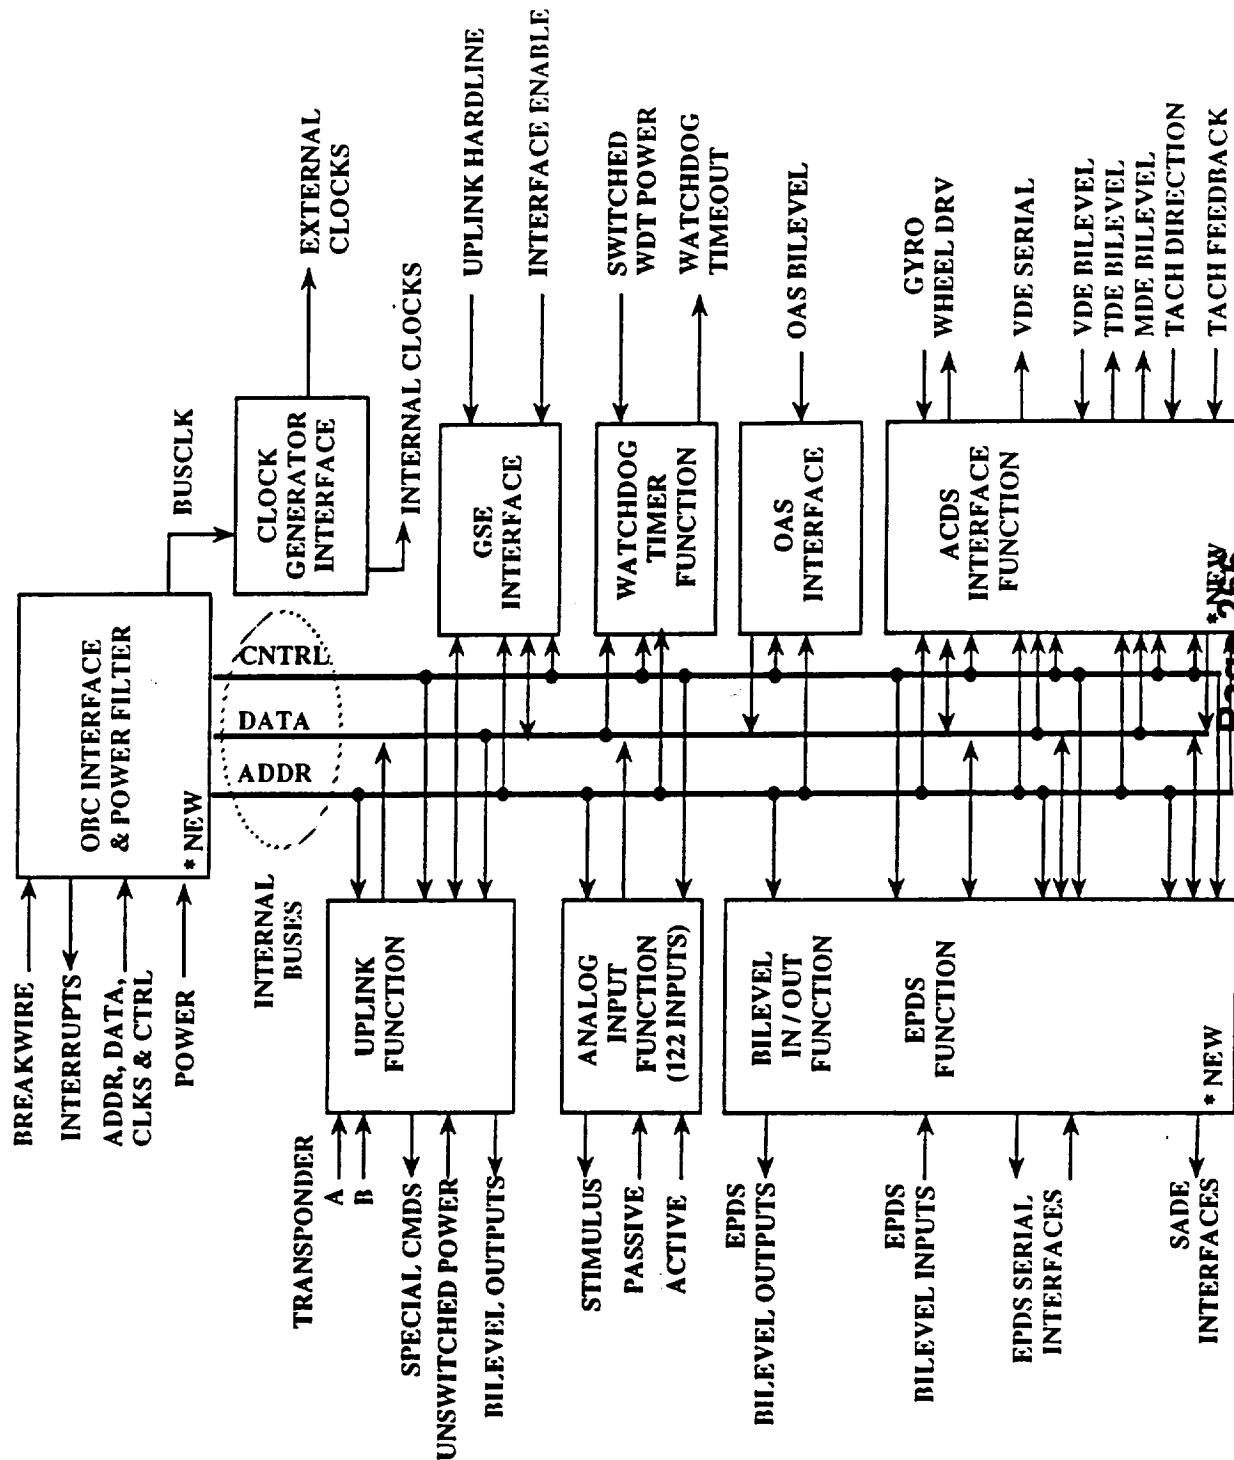 BREAKWIRE
INTERRUPTS
ADDR, DATA,
CLKS & CTRL
POWER
OBC INTERFACE
& POWER FILTER
* NEW
BUSCLK
CLOCK
GENERATOR
INTERFACE
EXTERNAL
CLOCKS
INTERNAL CLOCKS
INTERNAL
BUSES
ADDR
DATA
CNTRL
TRANSPONDER
A
B
SPECIAL CMDS
UNSWITCHED POWER
BILEVEL OUTPUTS
UPLINK
FUNCTION
GSE
INTERFACE
UPLINK HARDLINE
INTERFACE ENABLE
STIMULUS
PASSIVE
ACTIVE
ANALOG
INPUT
FUNCTION
(122 INPUTS)
WATCHDOG
TIMER
FUNCTION
SWITCHED
WDT POWER
WATCHDOG
TIMEOUT
OAS
INTERFACE
OAS BILEVEL
EPDS
BILEVEL OUTPUTS
EPDS
BILEVEL INPUTS
EPDS SERIAL
INTERFACES
SADE
INTERFACES
BILEVEL
IN / OUT
FUNCTION
EPDS
FUNCTION
* NEW
ACDS
INTERFACE
FUNCTION
* NEW
GYRO
WHEEL DRV
VDE SERIAL
VDE BILEVEL
TDE BILEVEL
MDE BILEVEL
TACH DIRECTION
TACH FEEDBACK